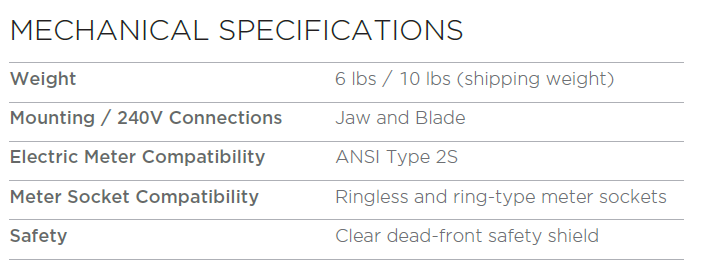 MECHANICAL SPECIFICATIONS
Weight 6 lbs / 10 lbs (shipping weight)
Mounting / 240V Connections Jaw and Blade
Electric Meter Compatibility ANSI Type 2S
Meter Socket Compatibility Ringless and ring-type meter sockets
Safety Clear dead-front safety shield